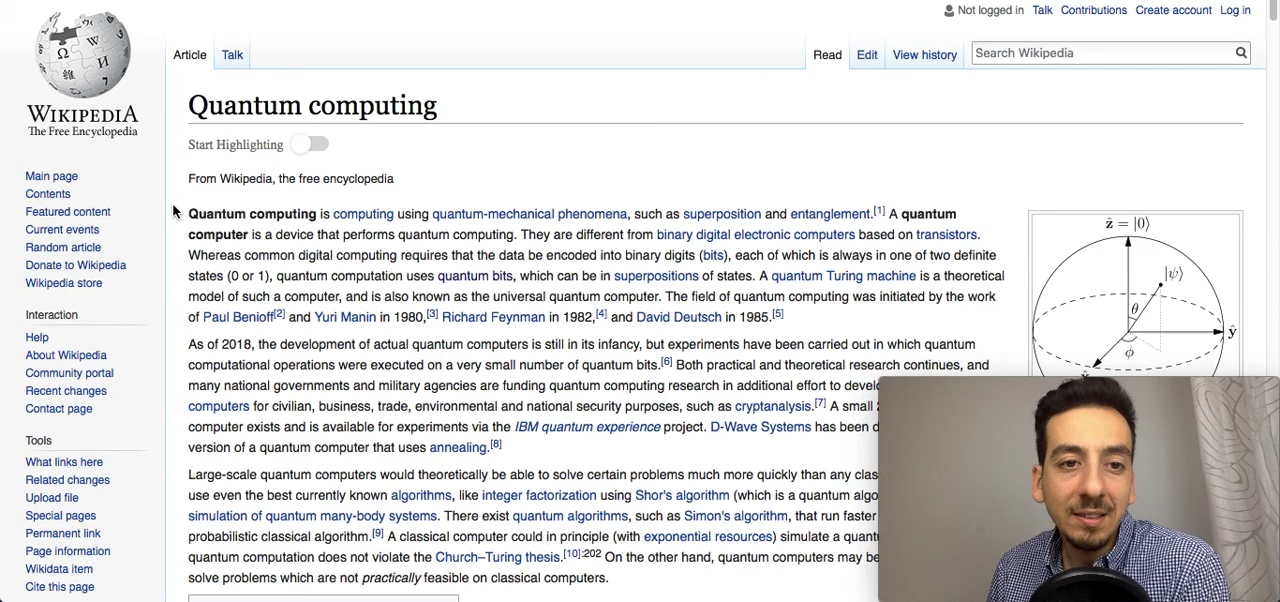 Not logged in Talk Contributions Create account Log in
Article Talk Read Edit View history Search Wikipedia
WIKIPEDIA
The Free Encyclopedia
Quantum computing
Start Highlighting
From Wikipedia, the free encyclopedia
Main page
Contents
Featured content
Current events
Random article
Donate to Wikipedia
Wikipedia store
Interaction
Help
About Wikipedia
Community portal
Recent changes
Contact page
Tools
What links here
Related changes
Upload file
Special pages
Permanent link
Page information
Wikidata item
Cite this page
Quantum computing is computing using quantum-mechanical phenomena, such as superposition and entanglement.[1] A quantum
computer is a device that performs quantum computing. They are different from binary digital electronic computers based on transistors.
Whereas common digital computing requires that the data be encoded into binary digits (bits), each of which is always in one of two definite
states (0 or 1), quantum computation uses quantum bits, which can be in superpositions of states. A quantum Turing machine is a theoretical
model of such a computer, and is also known as the universal quantum computer. The field of quantum computing was initiated by the work
of Paul Benioff[2] and Yuri Manin in 1980,[3] Richard Feynman in 1982,[4] and David Deutsch in 1985.[5]
As of 2018, the development of actual quantum computers is still in its infancy, but experiments have been carried out in which quantum
computational operations were executed on a very small number of quantum bits.[6] Both practical and theoretical research continues, and
many national governments and military agencies are funding quantum computing research in additional effort to develo
computers for civilian, business, trade, environmental and national security purposes, such as cryptanalysis.[7] A small 2
computer exists and is available for experiments via the IBM quantum experience project. D-Wave Systems has been d
version of a quantum computer that uses annealing.[8]
Large-scale quantum computers would theoretically be able to solve certain problems much more quickly than any clas
use even the best currently known algorithms, like integer factorization using Shor's algorithm (which is a quantum algo
simulation of quantum many-body systems. There exist quantum algorithms, such as Simon's algorithm, that run faster
probabilistic classical algorithm.[9] A classical computer could in principle (with exponential resources) simulate a quant
quantum computation does not violate the Church–Turing thesis.[10]:202 On the other hand, quantum computers may be
solve problems which are not practically feasible on classical computers.
ẑ = |0⟩
|ψ⟩
θ
ŷ
ϕ